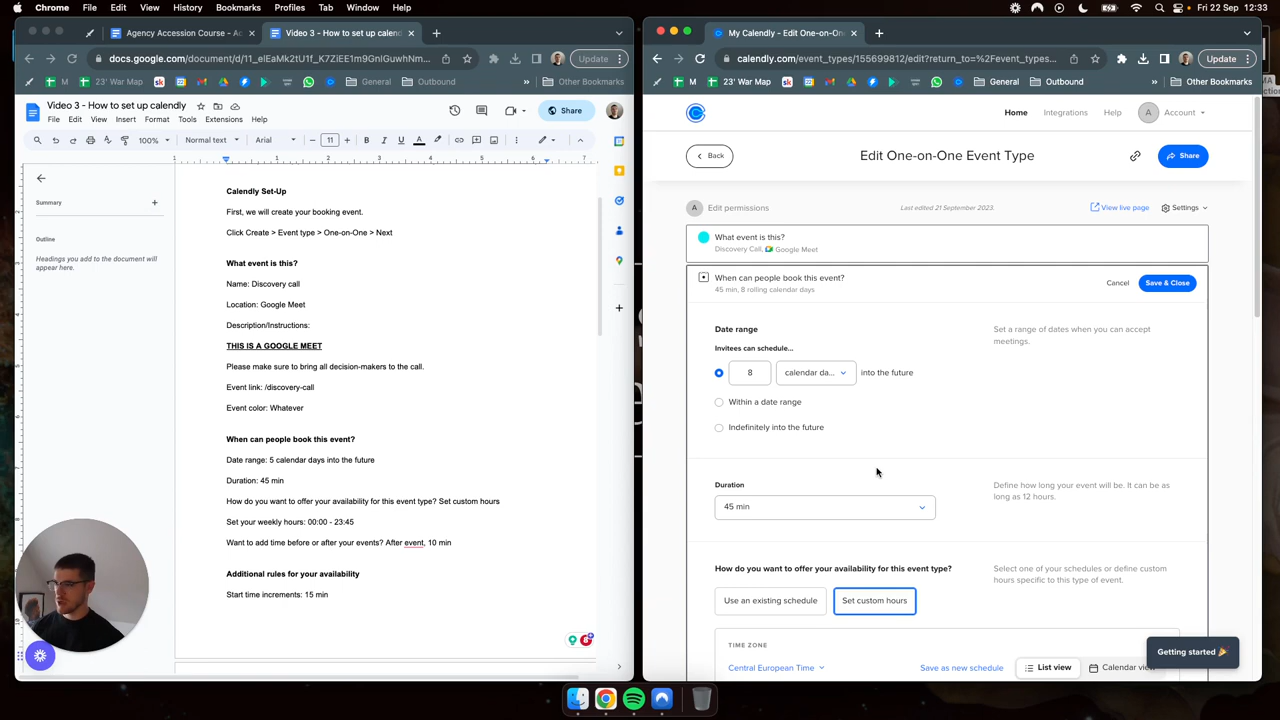 Chrome File Edit View History Bookmarks Profiles Tab Window Help
Fri 22 Sep 12:33
Agency Accession Course - Ac
Video 3 - How to set up calend
docs.google.com/document/d/11_elEaMk2tU1f_K7ZiEE1m9GnIGuwhNm...
Update
M 23' War Map General Outbound Other Bookmarks
Video 3 - How to set up calendly
File Edit View Insert Format Tools Extensions Help
Share
100% Normal text Arial 11
Summary
Outline
Headings you add to the document will
appear here.
Calendly Set-Up
First, we will create your booking event.
Click Create > Event type > One-on-One > Next
What event is this?
Name: Discovery call
Location: Google Meet
Description/Instructions:
THIS IS A GOOGLE MEET
Please make sure to bring all decision-makers to the call.
Event link: /discovery-call
Event color: Whatever
When can people book this event?
Date range: 5 calendar days into the future
Duration: 45 min
How do you want to offer your availability for this event type? Set custom hours
Set your weekly hours: 00:00 - 23:45
Want to add time before or after your events? After event, 10 min
Additional rules for your availability
Start time increments: 15 min
My Calendly - Edit One-on-One
calendly.com/event_types/155699812/edit?return_to=%2Fevent_types...
Update
M 23' War Map General Outbound Other Bookmarks
Home Integrations Help A Account
Back
Edit One-on-One Event Type
Share
A Edit permissions
Last edited 21 September 2023.
View live page
Settings
What event is this?
Discovery Call, Google Meet
When can people book this event?
45 min, 8 rolling calendar days
Cancel
Save & Close
Date range
Set a range of dates when you can accept
meetings.
Invitees can schedule...
8 calendar da... into the future
Within a date range
Indefinitely into the future
Duration
Define how long your event will be. It can be
as long as 12 hours.
45 min
How do you want to offer your availability for this event type?
Select one of your schedules or define custom
hours specific to this type of event.
Use an existing schedule
Set custom hours
TIME ZONE
Central European Time
Save as new schedule
List view
Calendar view
Getting started